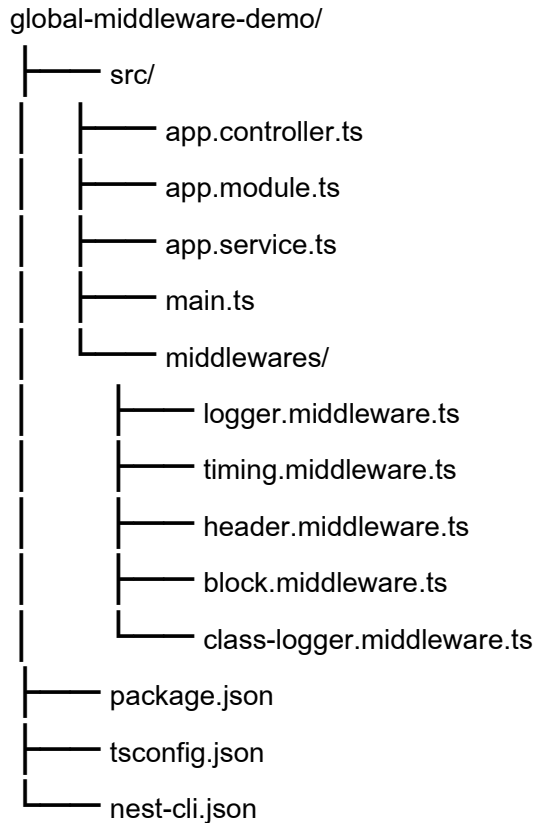 global-middleware-demo/
src/
app.controller.ts
app.module.ts
app.service.ts
main.ts
middlewares/
logger.middleware.ts
timing.middleware.ts
header.middleware.ts
block.middleware.ts
class-logger.middleware.ts
package.json
tsconfig.json
nest-cli.json